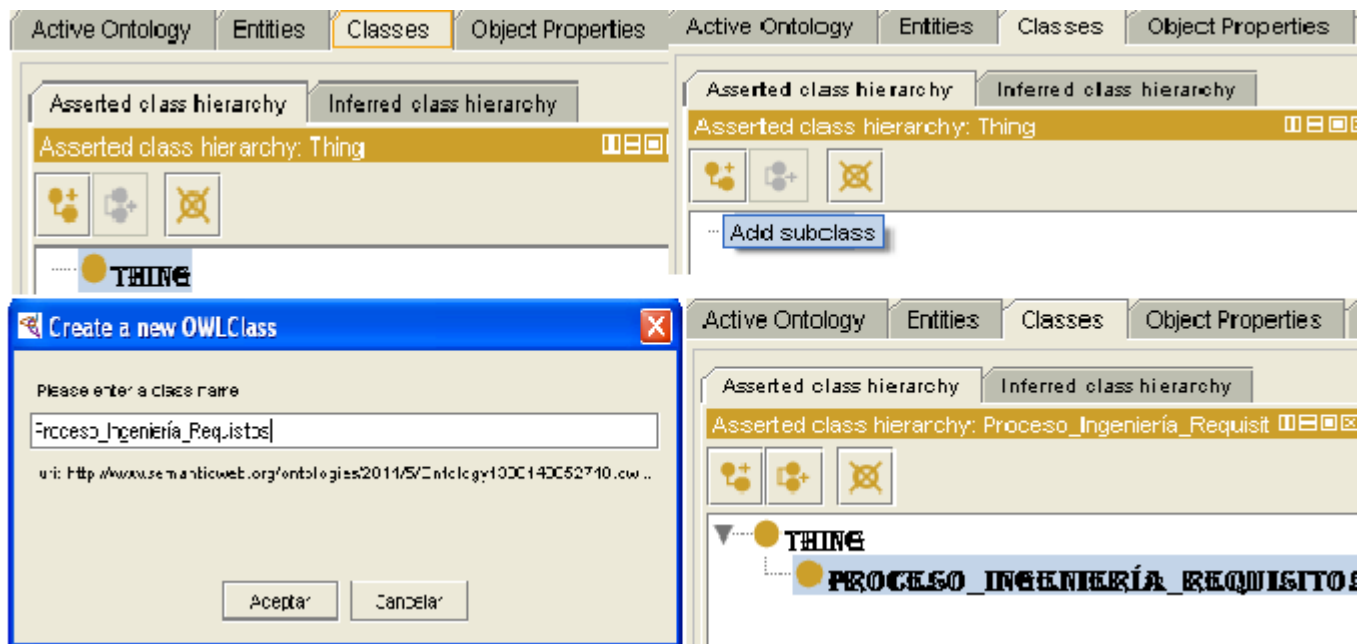 Active Ontology Entities Classes Object Properties
Asserted class hierarchy Inferred class hierarchy
Asserted class hierarchy: Thing
THING
Active Ontology Entities Classes Object Properties
Asserted class hierarchy Inferred class hierarchy
Asserted class hierarchy: Thing
Add subclass
Create a new OWLClass
Please enter a class name
Proceso_Ingeniería_Requistos
Aceptar Cancelar
Active Ontology Entities Classes Object Properties
Asserted class hierarchy Inferred class hierarchy
Asserted class hierarchy: Proceso_Ingeniería_Requisit
THING
PROCESO_INGENIERÍA_REQUISITOS